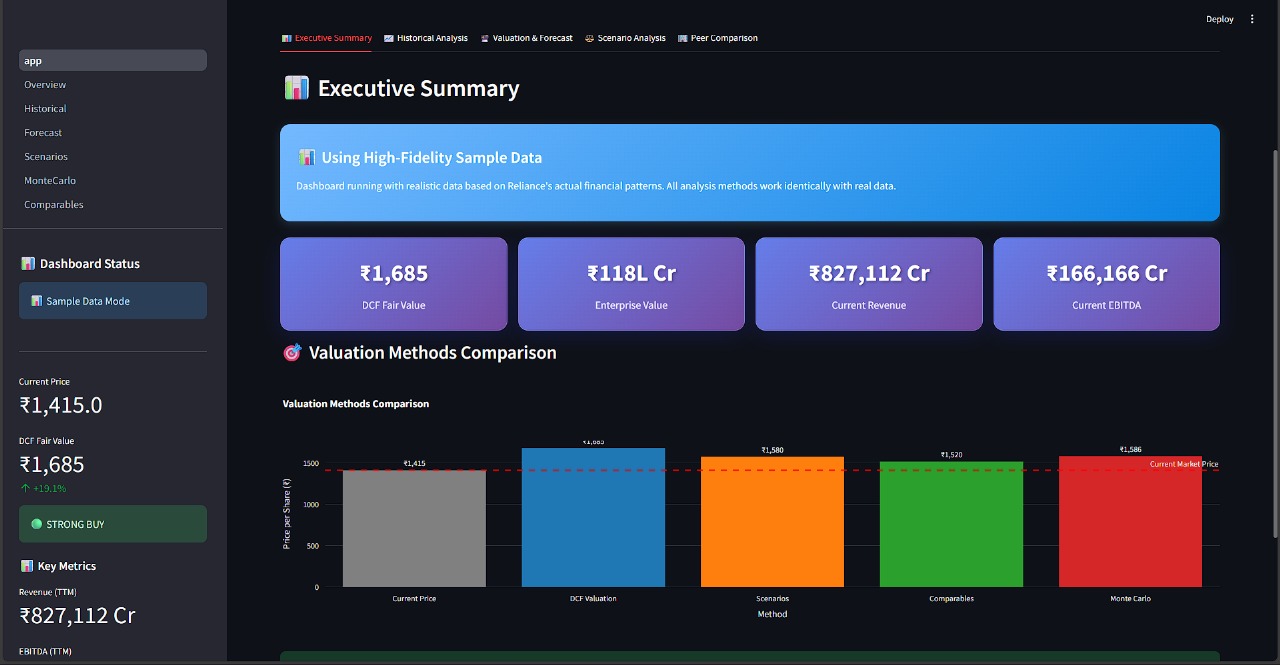 Deploy
app
Overview
Historical
Forecast
Scenarios
MonteCarlo
Comparables
Dashboard Status
Sample Data Mode
Current Price
₹1,415.0
DCF Fair Value
₹1,685
↑ +19.1%
STRONG BUY
Key Metrics
Revenue (TTM)
₹827,112 Cr
EBITDA (TTM)
Executive Summary Historical Analysis Valuation & Forecast Scenario Analysis Peer Comparison
Executive Summary
Using High-Fidelity Sample Data
Dashboard running with realistic data based on Reliance's actual financial patterns. All analysis methods work identically with real data.
₹1,685
DCF Fair Value
₹118L Cr
Enterprise Value
₹827,112 Cr
Current Revenue
₹166,166 Cr
Current EBITDA
Valuation Methods Comparison
Valuation Methods Comparison
₹1,415
₹1,685
₹1,580
₹1,520
₹1,586
Current Market Price
Price per Share (₹)
1500
1000
500
0
Current Price
DCF Valuation
Scenarios
Comparables
Monte Carlo
Method